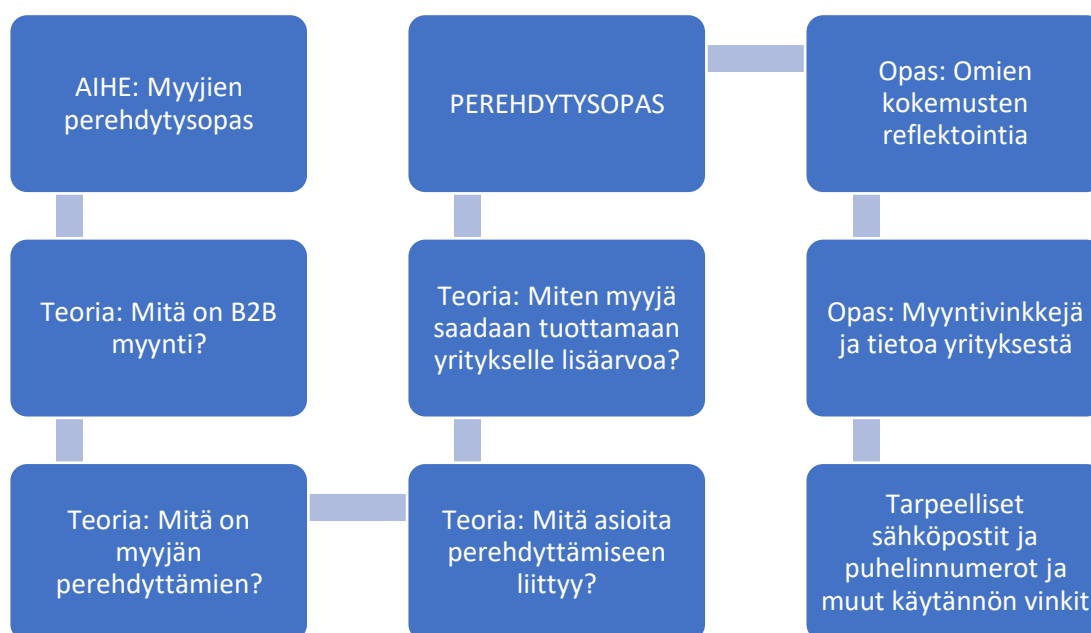 AIHE: Myyjien
perehdytysopas
Teoria: Mitä on B2B
myynti?
Teoria: Mitä on
myyjän
perehdyttämien?
Teoria: Mitä asioita
perehdyttämiseen
liittyy?
Teoria: Miten myyjä
saadaan tuottamaan
yritykselle lisäarvoa?
PEREHDYTYSOPAS
Opas: Omien
kokemusten
reflektointia
Opas: Myyntivinkkejä
ja tietoa yrityksestä
Tarpeelliset
sähköpostit ja
puhelinnumerot ja
muut käytännön vinkit